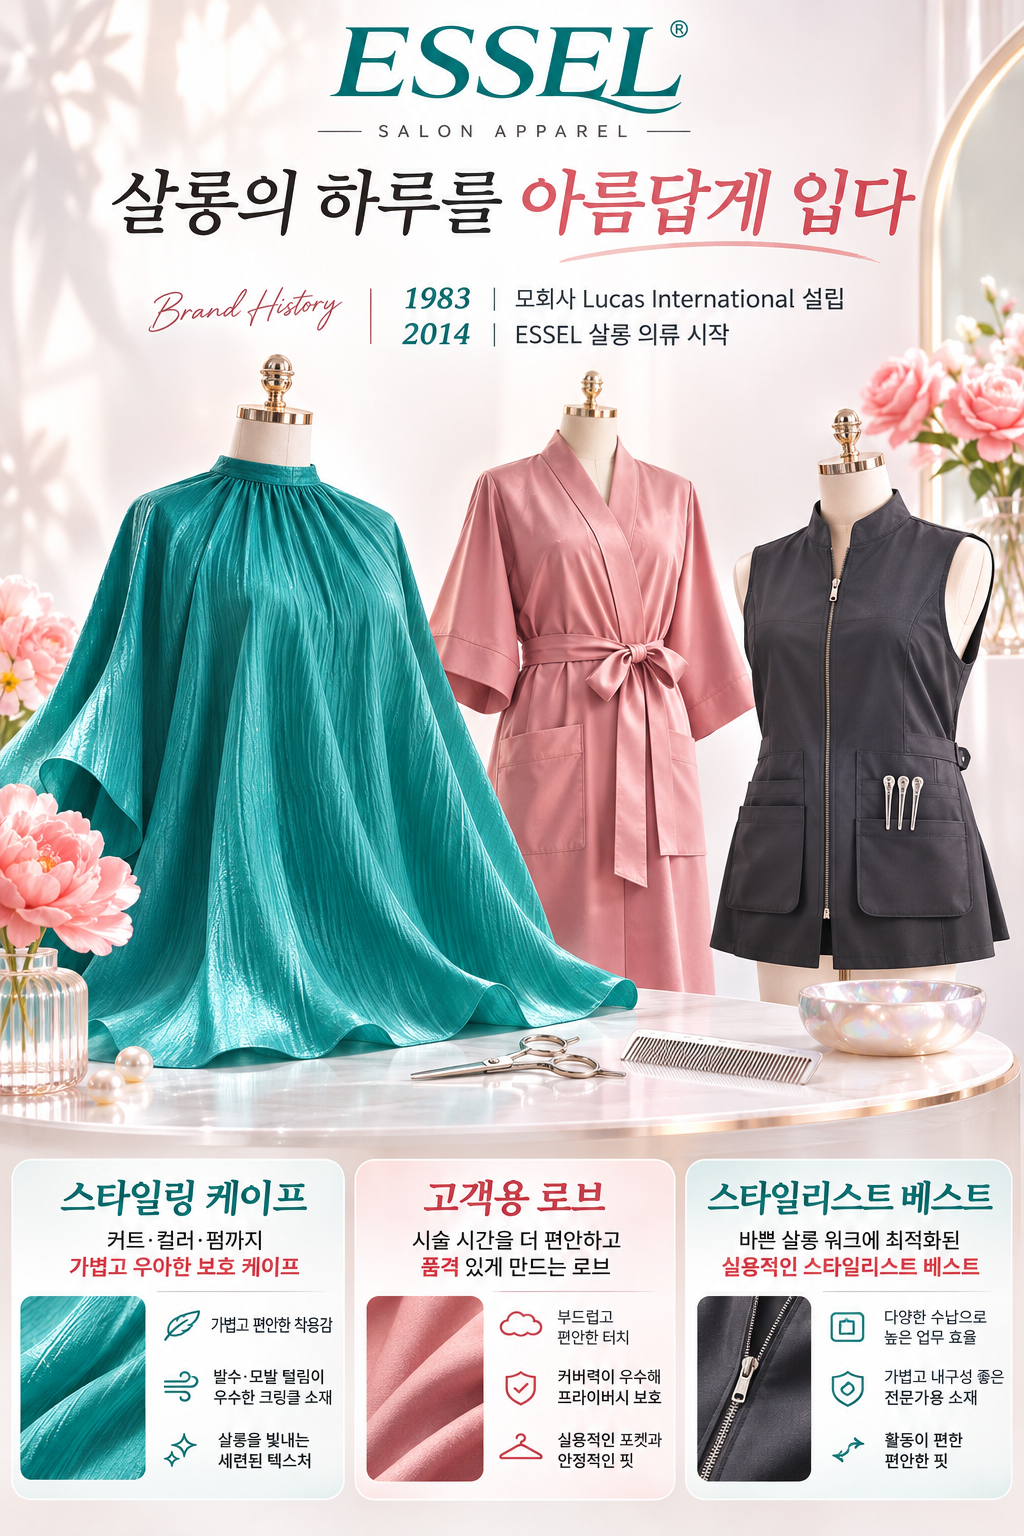 ESSEL®
SALON APPAREL
살롱의 하루를 아름답게 입다
Brand History
1983 | 모회사 Lucas International 설립
2014 | ESSEL 살롱 의류 시작
스타일링 케이프
커트·컬러·펌까지
가볍고 우아한 보호 케이프
가볍고 편안한 착용감
발수·모발 털림이
우수한 크링클 소재
살롱을 빛내는
세련된 텍스처
고객용 로브
시술 시간을 더 편안하고
품격 있게 만드는 로브
부드럽고
편안한 터치
커버력이 우수해
프라이버시 보호
실용적인 포켓과
안정적인 핏
스타일리스트 베스트
바쁜 살롱 워크에 최적화된
실용적인 스타일리스트 베스트
다양한 수납으로
높은 업무 효율
가볍고 내구성 좋은
전문가용 소재
활동이 편한
편안한 핏